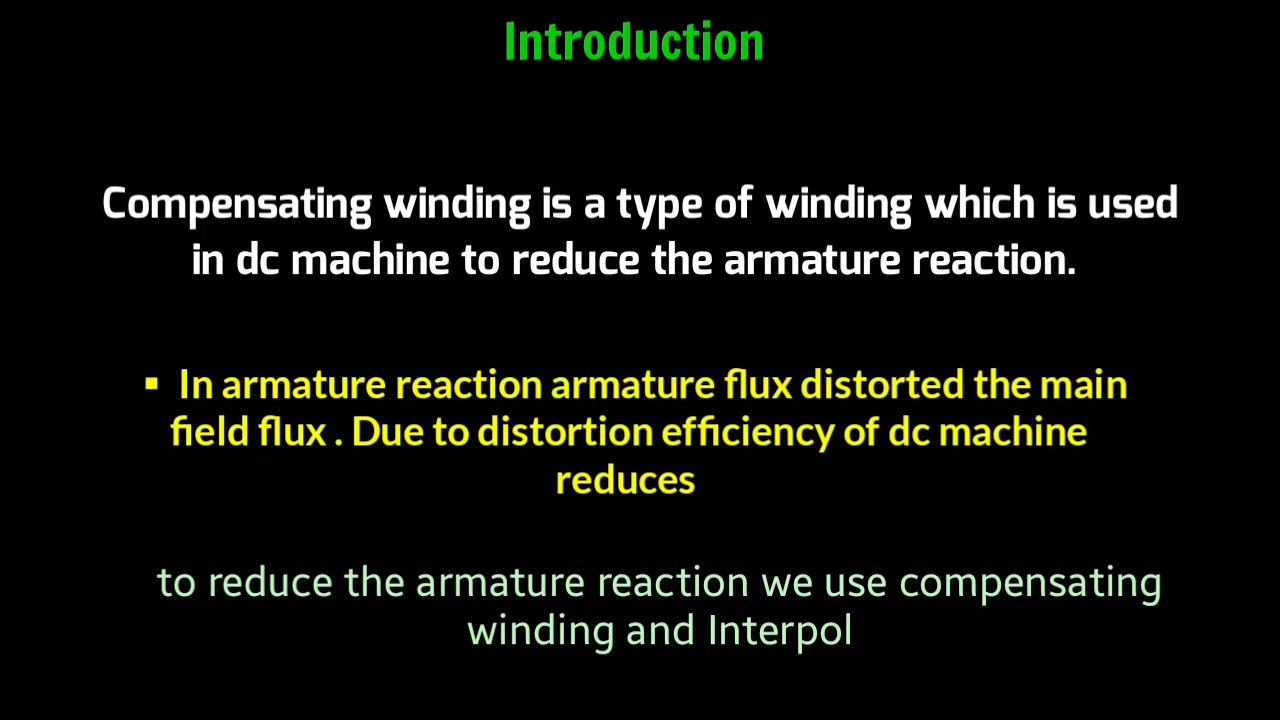 Introduction
Compensating winding is a type of winding which is used
in dc machine to reduce the armature reaction.
▪ In armature reaction armature flux distorted the main
field flux . Due to distortion efficiency of dc machine
reduces
to reduce the armature reaction we use compensating
winding and Interpol